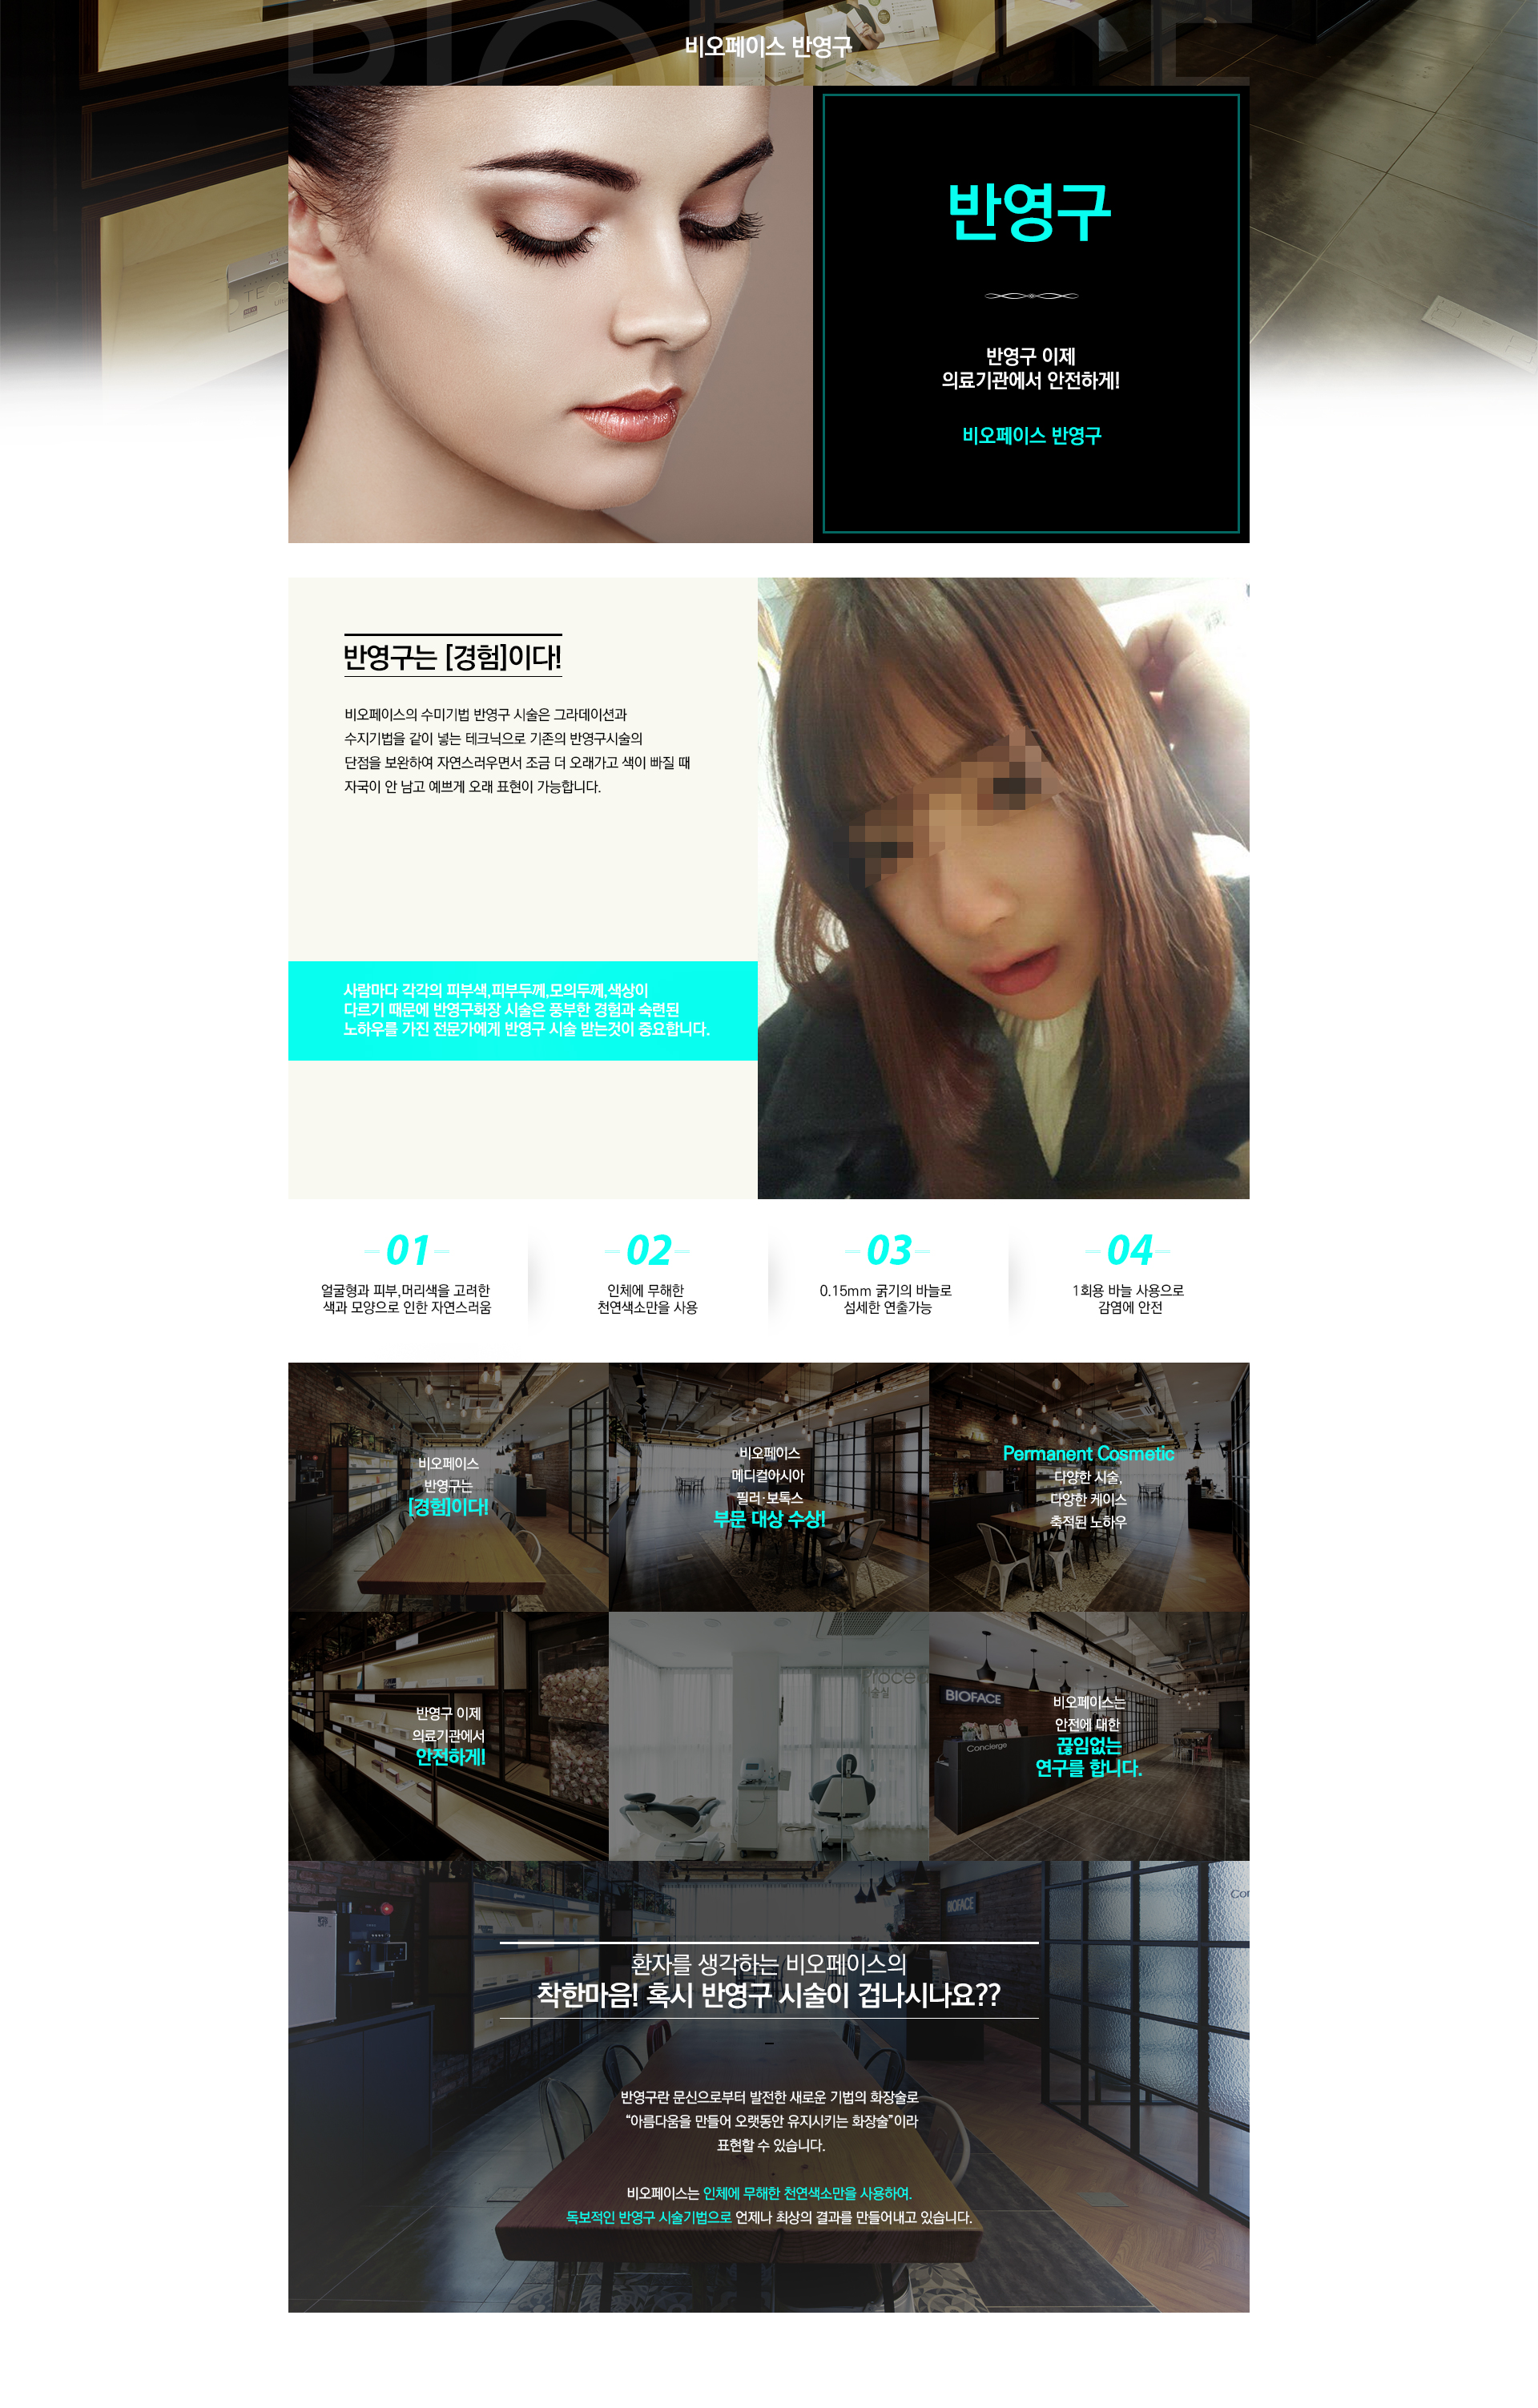 BIOFACE
비오페이스 반영구
반영구
반영구 이제
의료기관에서 안전하게!
비오페이스 반영구
반영구는 [경험]이다!
비오페이스의 수미기법 반영구 시술은 그라데이션과
수지기법을 같이 넣는 테크닉으로 기존의 반영구시술의
단점을 보완하여 자연스러우면서 조금 더 오래가고 색이 빠질 때
자국이 안 남고 예쁘게 오래 표현이 가능합니다.
사람마다 각각의 피부색,피부두께,모의두께,색상이
다르기 때문에 반영구화장 시술은 풍부한 경험과 숙련된
노하우를 가진 전문가에게 반영구 시술 받는것이 중요합니다.
01
얼굴형과 피부,머리색을 고려한
색과 모양으로 인한 자연스러움
02
인체에 무해한
천연색소만을 사용
03
0.15mm 굵기의 바늘로
섬세한 연출가능
04
1회용 바늘 사용으로
감염에 안전
비오페이스
반영구는
[경험]이다!
비오페이스
메디컬아시아
필러·보톡스
부문 대상 수상!
Permanent Cosmetic
다양한 시술,
다양한 케이스
축적된 노하우
반영구 이제
의료기관에서
안전하게!
BIOFACE
Concierge
비오페이스는
안전에 대한
끊임없는
연구를 합니다.
BIOFACE
환자를 생각하는 비오페이스의
착한마음! 혹시 반영구 시술이 겁나시나요??
반영구란 문신으로부터 발전한 새로운 기법의 화장술로
“아름다움을 만들어 오랫동안 유지시키는 화장술”이라
표현할 수 있습니다.
비오페이스는 인체에 무해한 천연색소만을 사용하여.
독보적인 반영구 시술기법으로 언제나 최상의 결과를 만들어내고 있습니다.